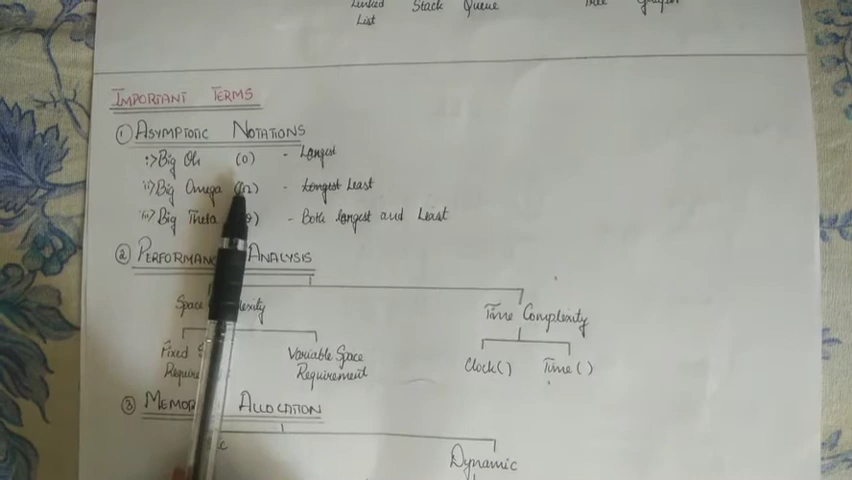 Linked Stack Queue Tree Graph
List
IMPORTANT TERMS
① ASYMPTOTIC NOTATIONS
i> Big Oh (O) - Longest
ii> Big Omega (Ω) - Least
iii> Big Theta - Both longest and Least
② PERFORMANCE ANALYSIS
Space Time Complexity
Fixed Variable Space Clock() Time()
Requirement
③ ALLOCATION
Dynamic